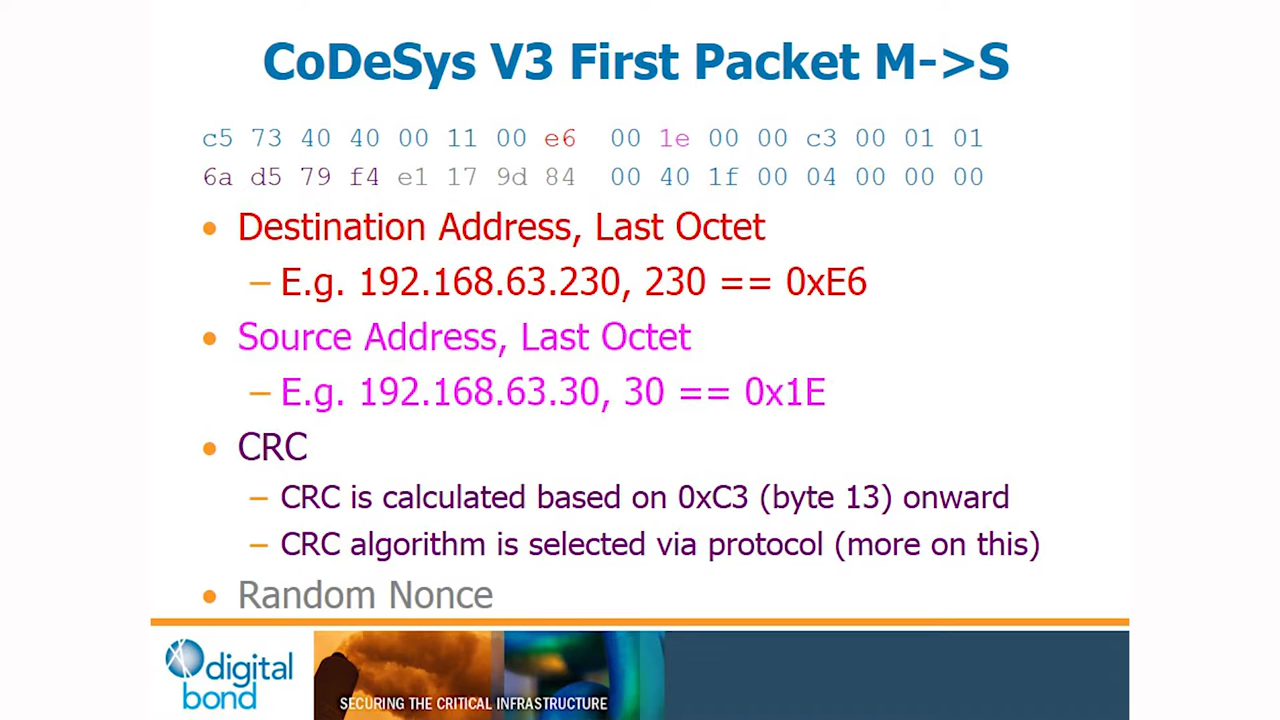 CoDeSys V3 First Packet M->S
c5 73 40 40 00 11 00 e6 00 1e 00 00 c3 00 01 01
6a d5 79 f4 e1 17 9d 84 00 40 1f 00 04 00 00 00
• Destination Address, Last Octet
– E.g. 192.168.63.230, 230 == 0xE6
• Source Address, Last Octet
– E.g. 192.168.63.30, 30 == 0x1E
• CRC
– CRC is calculated based on 0xC3 (byte 13) onward
– CRC algorithm is selected via protocol (more on this)
• Random Nonce
digital
bond
SECURING THE CRITICAL INFRASTRUCTURE